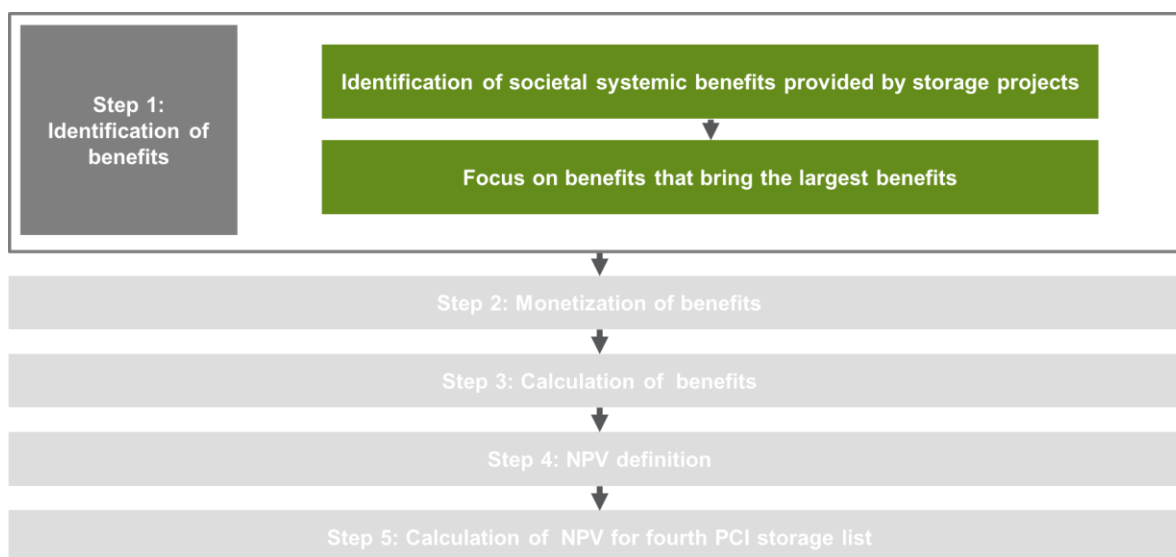 Step 1:
Identification of
benefits
Identification of societal systemic benefits provided by storage projects
Focus on benefits that bring the largest benefits
Step 2: Monetization of benefits
Step 3: Calculation of benefits
Step 4: NPV definition
Step 5: Calculation of NPV for fourth PCI storage list